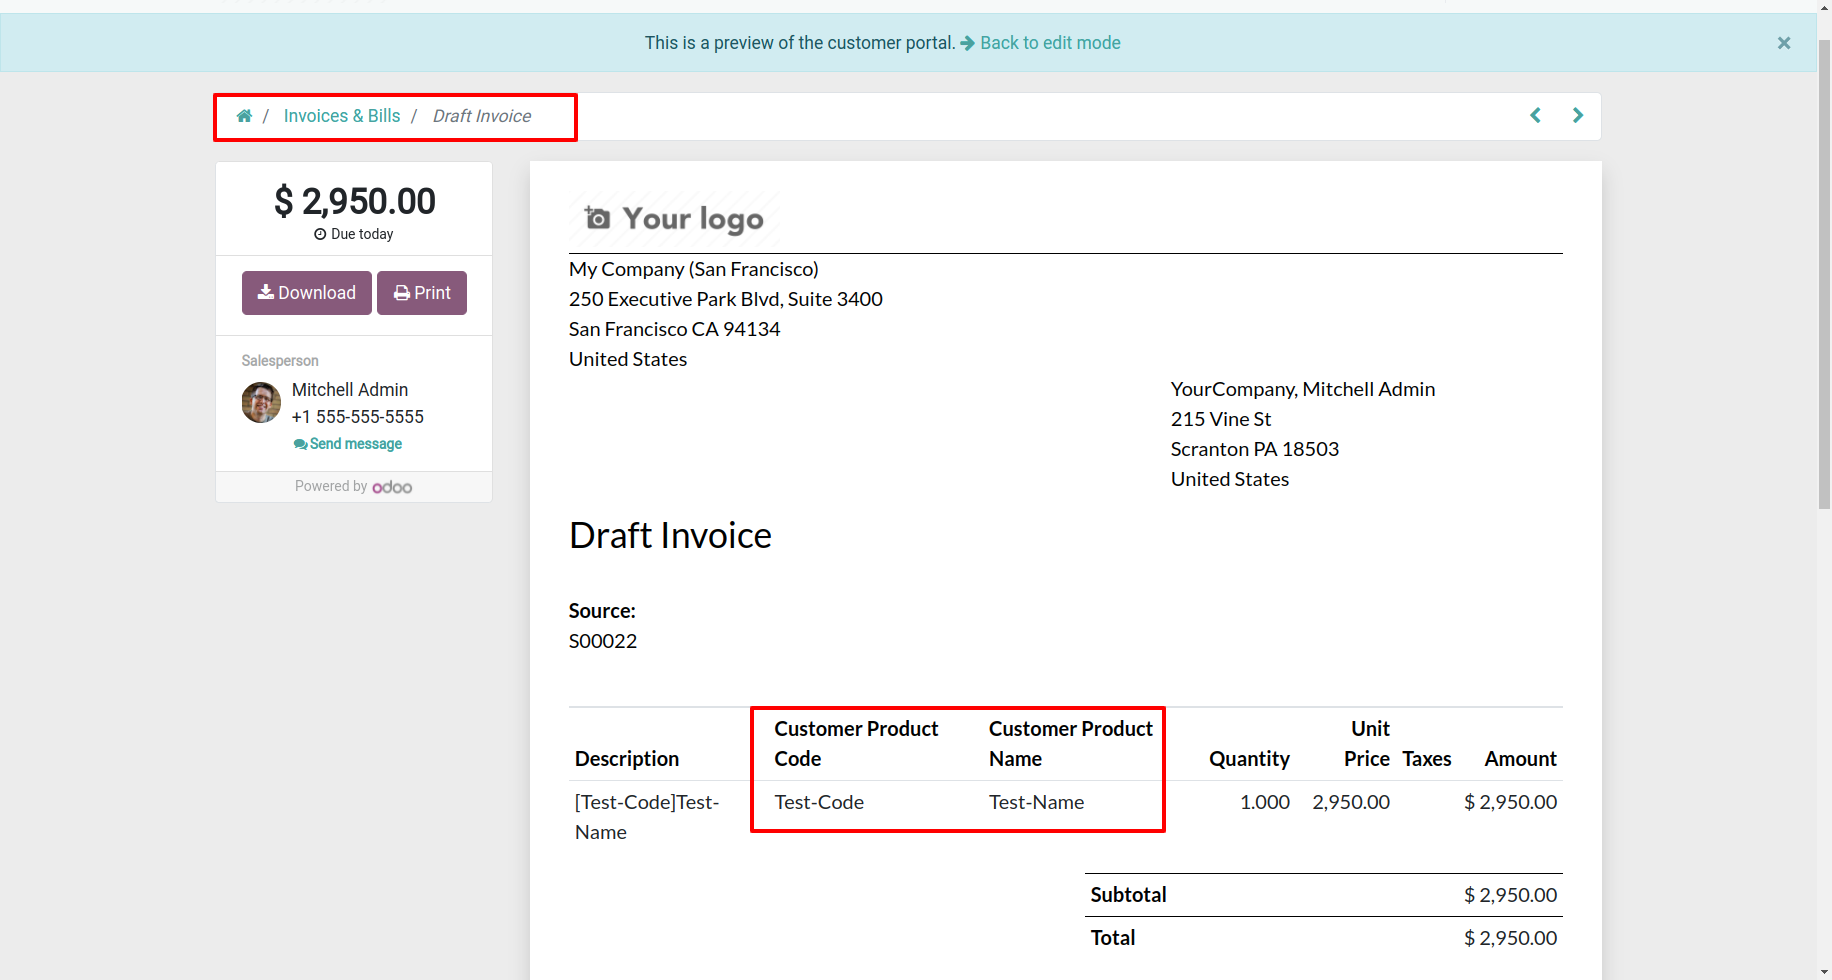 This is a preview of the customer portal. Back to edit mode ×
/ Invoices & Bills / Draft Invoice
$ 2,950.00
Due today
Download Print
Salesperson
Mitchell Admin
+1 555-555-5555
Send message
Powered by odoo
Your logo
My Company (San Francisco)
250 Executive Park Blvd, Suite 3400
San Francisco CA 94134
United States
YourCompany, Mitchell Admin
215 Vine St
Scranton PA 18503
United States
Draft Invoice
Source:
S00022
Customer Product Customer Product Unit
Description Code Name Quantity Price Taxes Amount
[Test-Code]Test- Test-Code Test-Name 1.000 2,950.00 $ 2,950.00
Name
Subtotal $ 2,950.00
Total $ 2,950.00